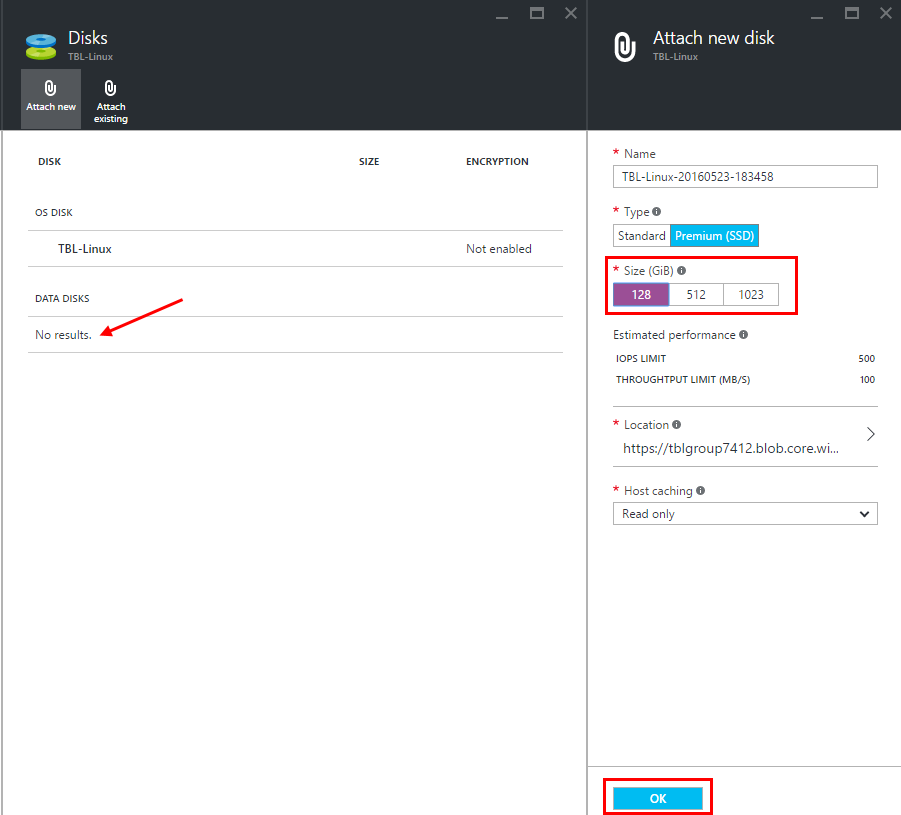 Disks
TBL-Linux
Attach new
Attach existing
DISK SIZE ENCRYPTION
OS DISK
TBL-Linux Not enabled
DATA DISKS
No results.
Attach new disk
TBL-Linux
* Name
TBL-Linux-20160523-183458
* Type
Standard Premium (SSD)
* Size (GiB)
128 512 1023
Estimated performance
IOPS LIMIT 500
THROUGHTPUT LIMIT (MB/S) 100
* Location
https://tblgroup7412.blob.core.wi...
* Host caching
Read only
OK